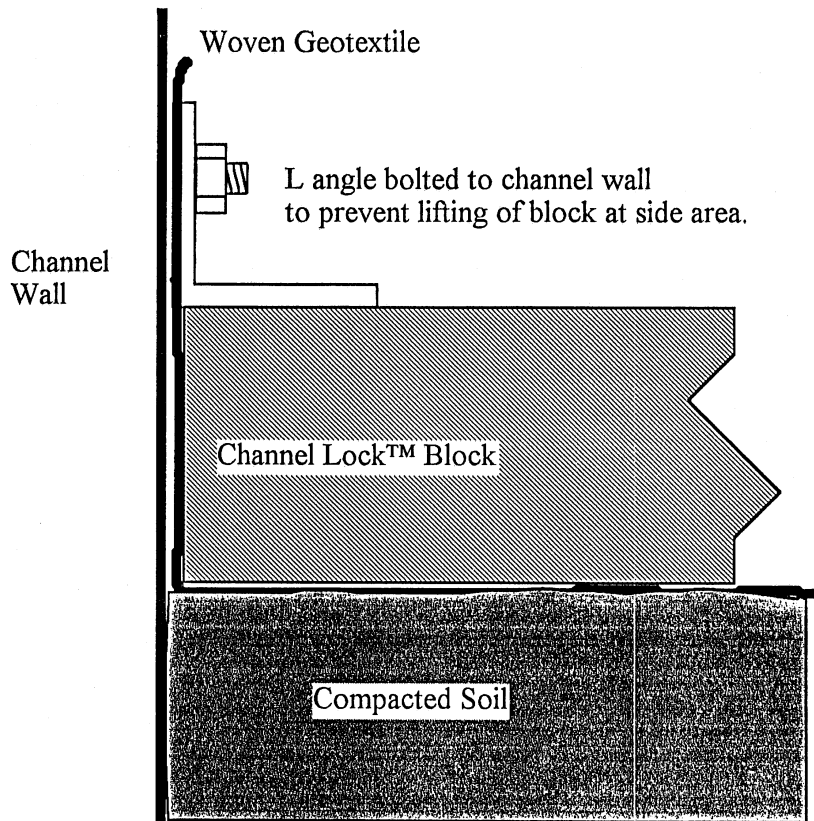 Woven Geotextile
L angle bolted to channel wall
to prevent lifting of block at side area.
Channel
Wall
Channel Lock™ Block
Compacted Soil